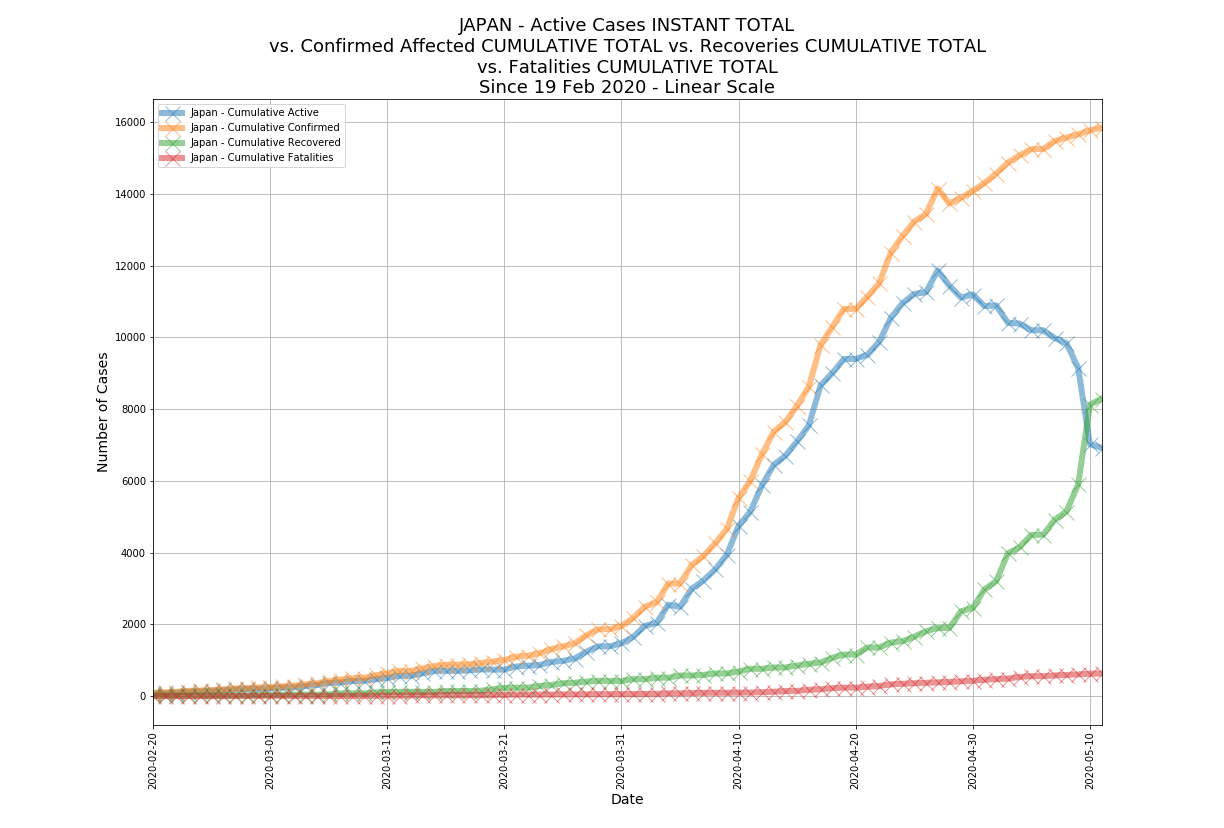 JAPAN - Active Cases INSTANT TOTAL
vs. Confirmed Affected CUMULATIVE TOTAL vs. Recoveries CUMULATIVE TOTAL
vs. Fatalities CUMULATIVE TOTAL
Since 19 Feb 2020 - Linear Scale
Japan - Cumulative Active
Japan - Cumulative Confirmed
Japan - Cumulative Recovered
Japan - Cumulative Fatalities
Number of Cases
16000
14000
12000
10000
8000
6000
4000
2000
0
2020-02-20
2020-03-01
2020-03-11
2020-03-21
2020-03-31
2020-04-10
2020-04-20
2020-04-30
2020-05-10
Date